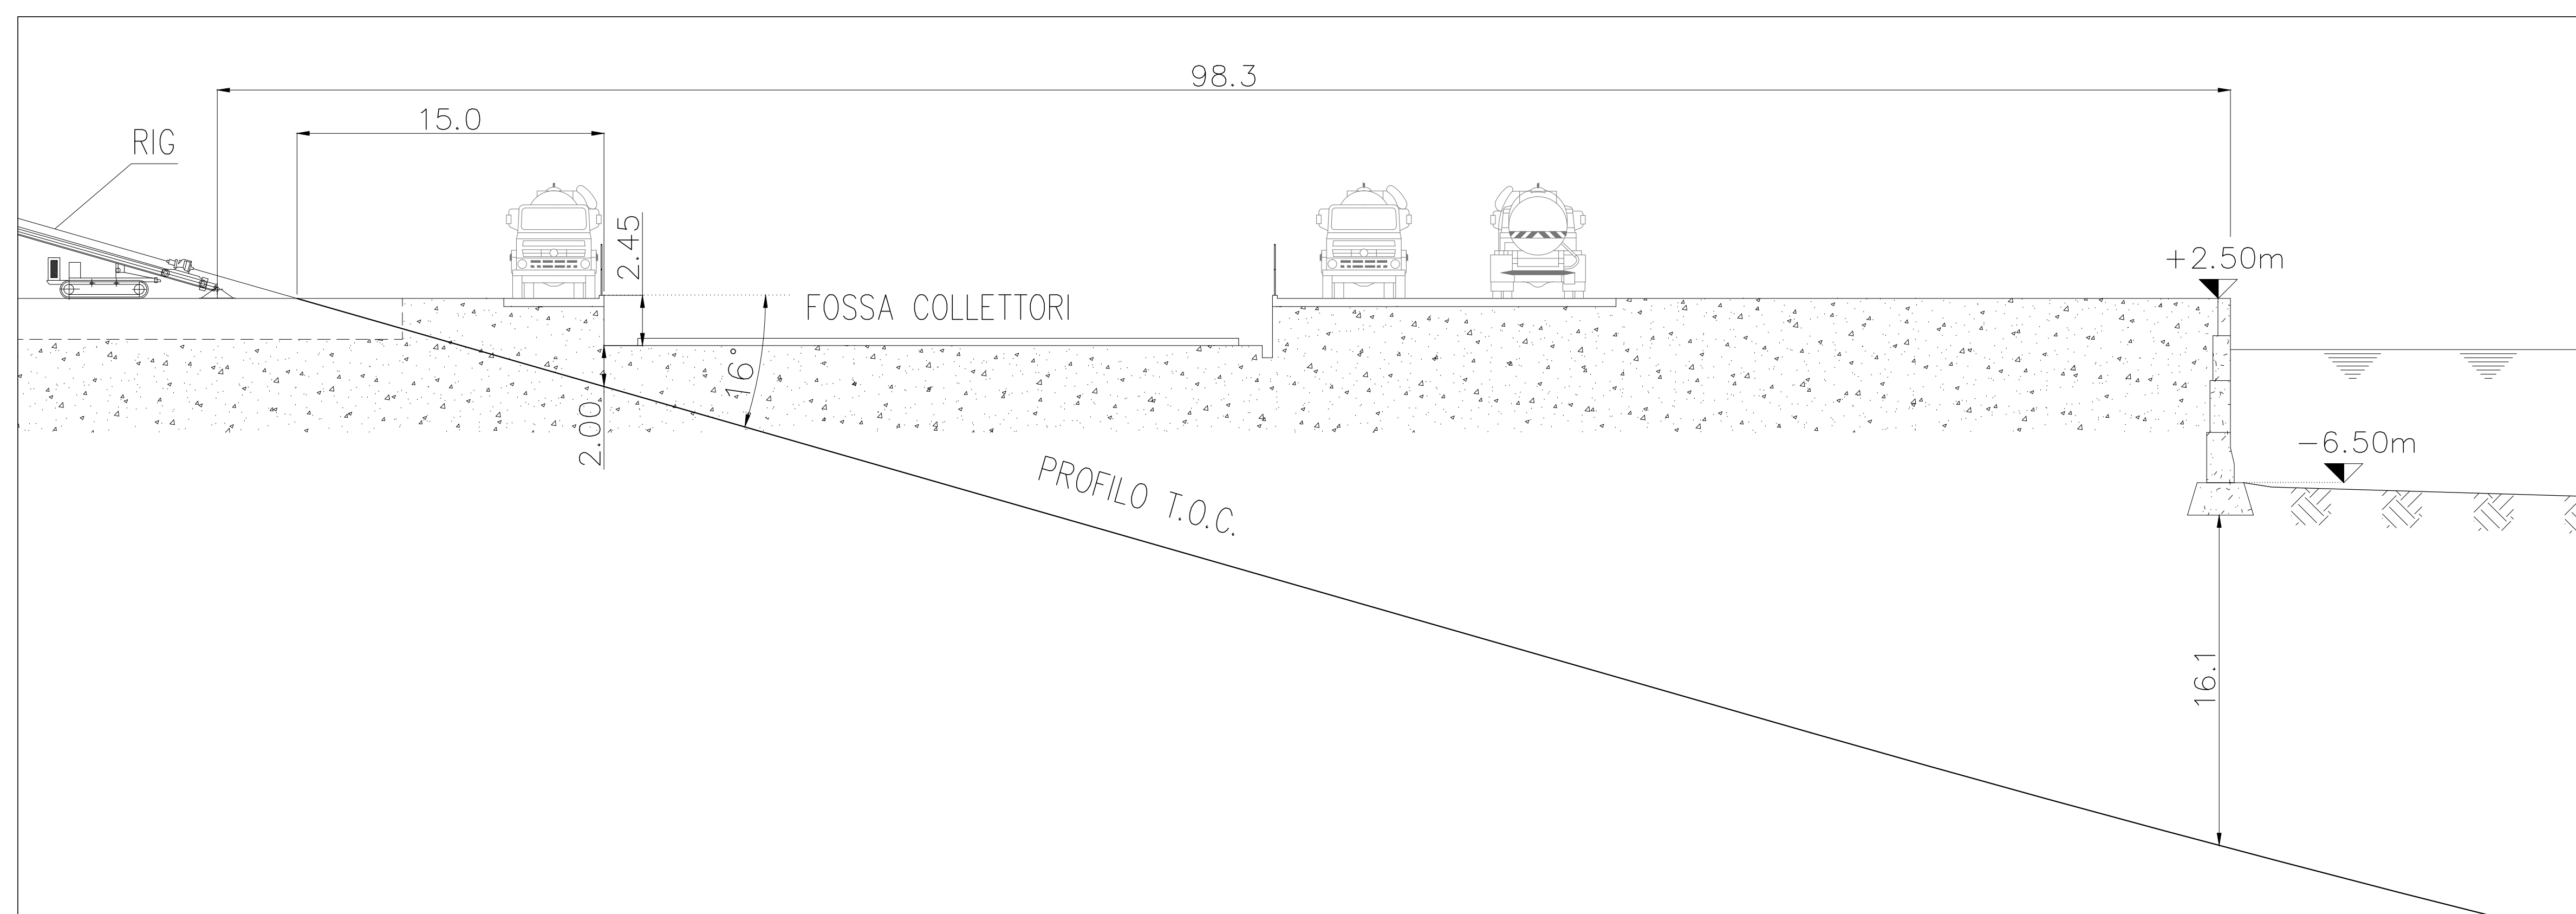 98.3
15.0
RIG
2.45
+2.50m
FOSSA COLLETTORI
16°
2.00
-6.50m
PROFILO T.O.C.
16.1